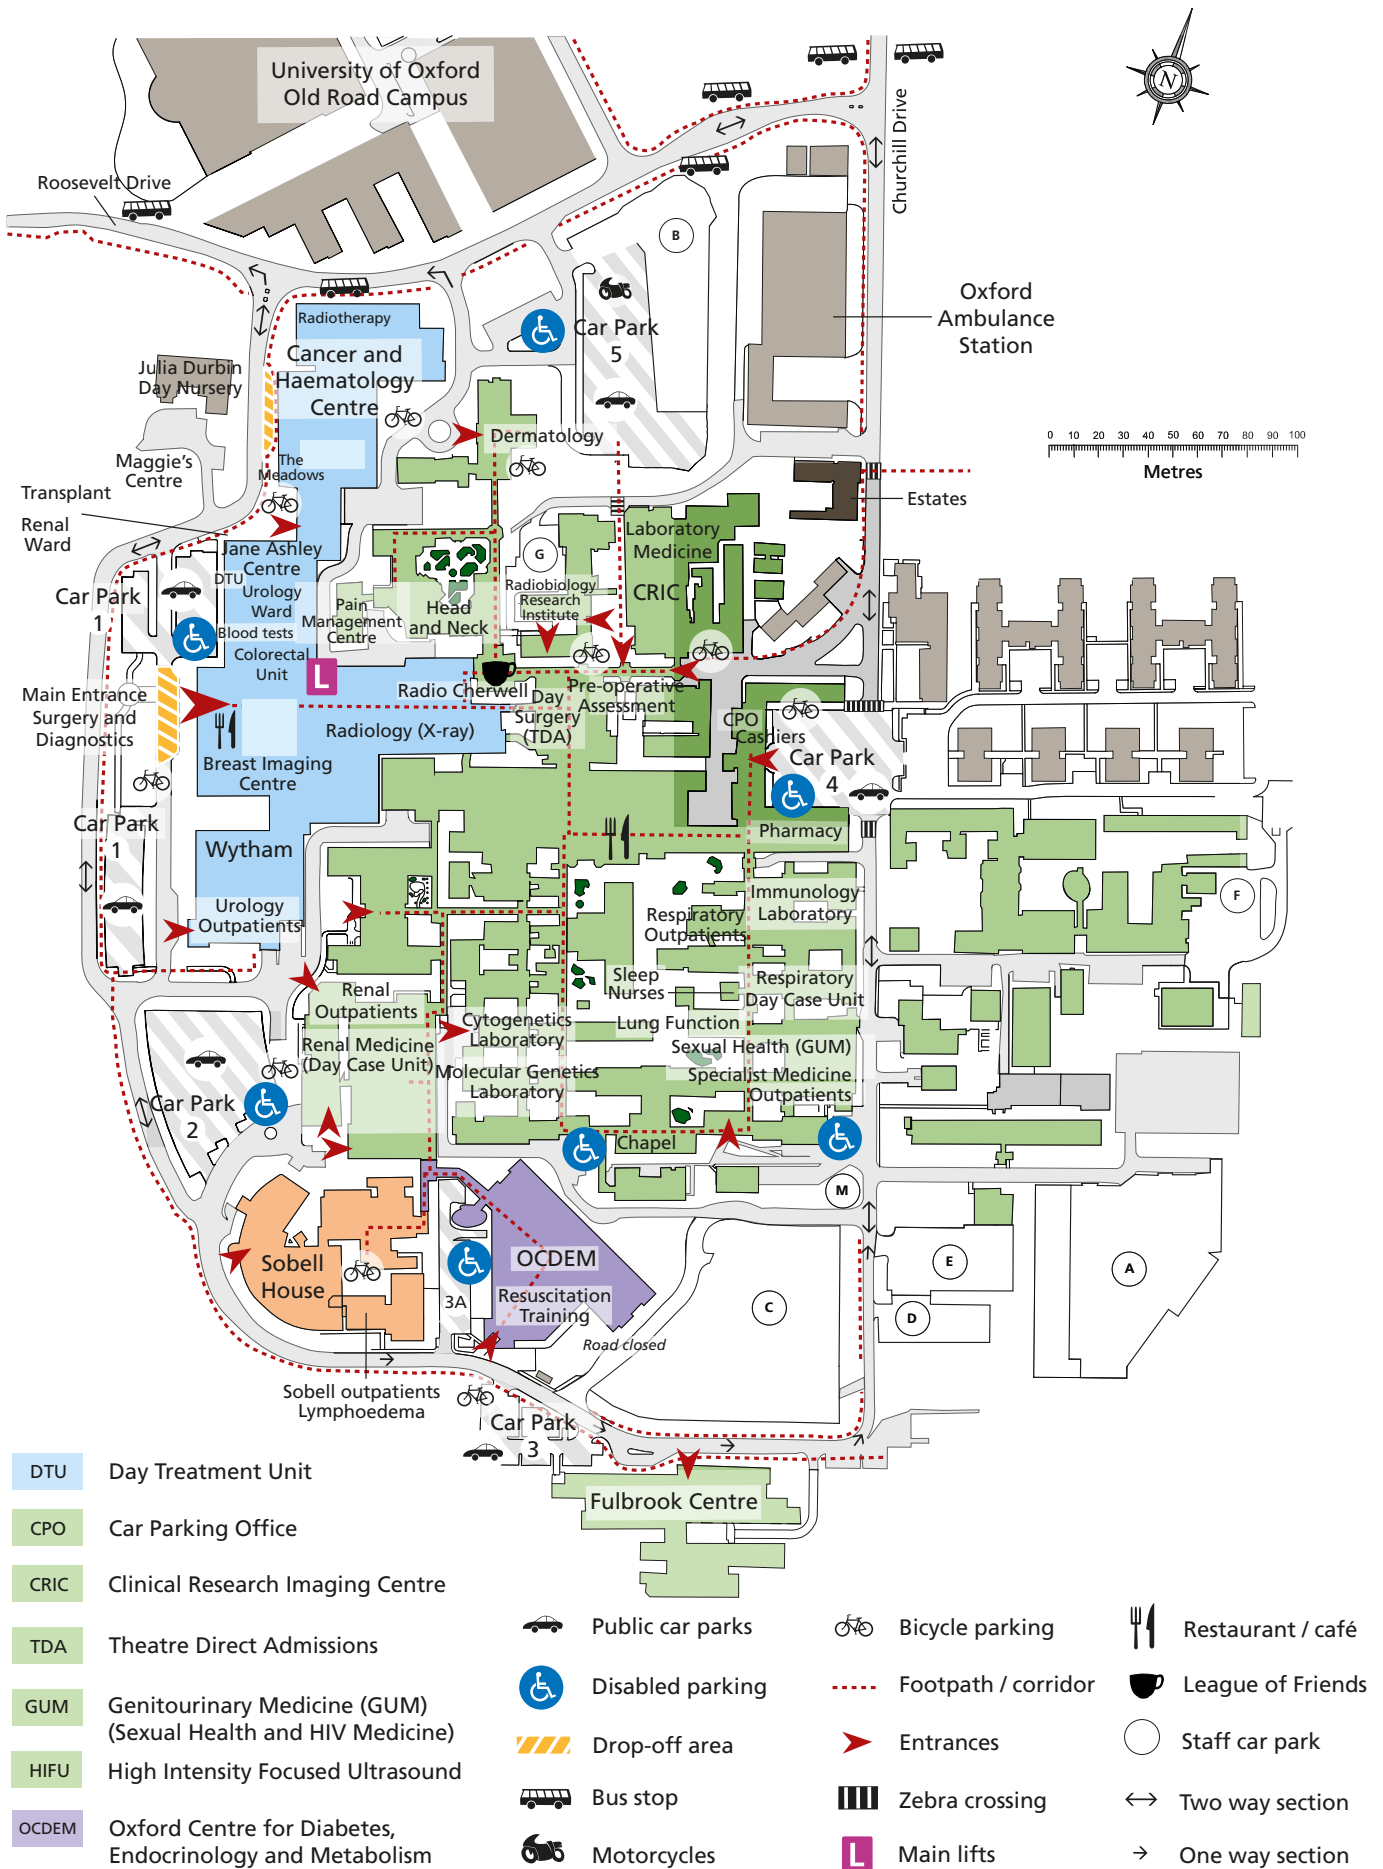 University of Oxford
Old Road Campus
Roosevelt Drive
Churchill Drive
N
B
Oxford
Ambulance
Station
Radiotherapy
Cancer and
Haematology
Centre
Car Park
5
Julia Durbin
Day Nursery
Dermatology
0 10 20 30 40 50 60 70 80 90 100
Metres
The
Meadows
Maggie's
Centre
Transplant
Renal
Ward
Estates
Laboratory
Medicine
Jane Ashley
Centre
G
DTU
Urology
Ward
Radiobiology
Research
Institute
CRIC
Car Park
1
Pain
Management
Centre
Head
and Neck
Blood tests
Colorectal
Unit
L
Main Entrance
Surgery and
Diagnostics
Radio Cherwell
Day
Surgery
(TDA)
Pre-operative
Assessment
Radiology (X-ray)
CPO
Cashiers
Car Park
4
Breast Imaging
Centre
Car Park
1
Pharmacy
Wytham
Immunology
Laboratory
F
Urology
Outpatients
Respiratory
Outpatients
Sleep
Nurses
Respiratory
Day Case Unit
Renal
Outpatients
Cytogenetics
Laboratory
Lung Function
Renal Medicine
(Day Case Unit)
Sexual Health (GUM)
Molecular Genetics
Laboratory
Specialist Medicine
Outpatients
Car Park
2
Chapel
M
Sobell
House
OCDEM
E
A
3A
Resuscitation
Training
C
D
Road closed
Sobell outpatients
Lymphoedema
Car Park
3
Fulbrook Centre
DTU Day Treatment Unit
CPO Car Parking Office
CRIC Clinical Research Imaging Centre
TDA Theatre Direct Admissions
GUM Genitourinary Medicine (GUM)
(Sexual Health and HIV Medicine)
HIFU High Intensity Focused Ultrasound
OCDEM Oxford Centre for Diabetes,
Endocrinology and Metabolism
Public car parks
Disabled parking
Drop-off area
Bus stop
Motorcycles
Bicycle parking
Footpath / corridor
Entrances
Zebra crossing
L Main lifts
Restaurant / café
League of Friends
Staff car park
Two way section
One way section